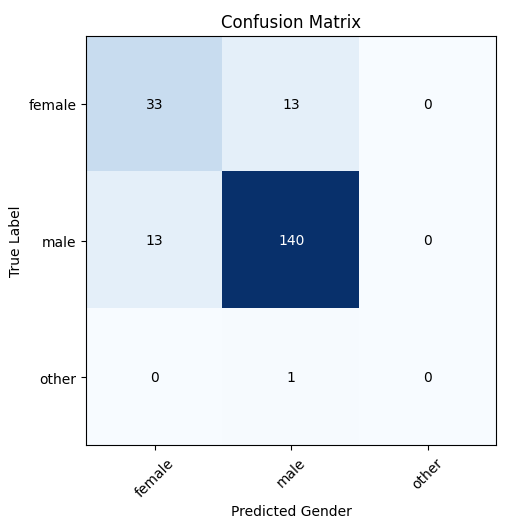 Confusion Matrix
female 33 13 0
male 13 140 0
other 0 1 0
True Label
female male other
Predicted Gender